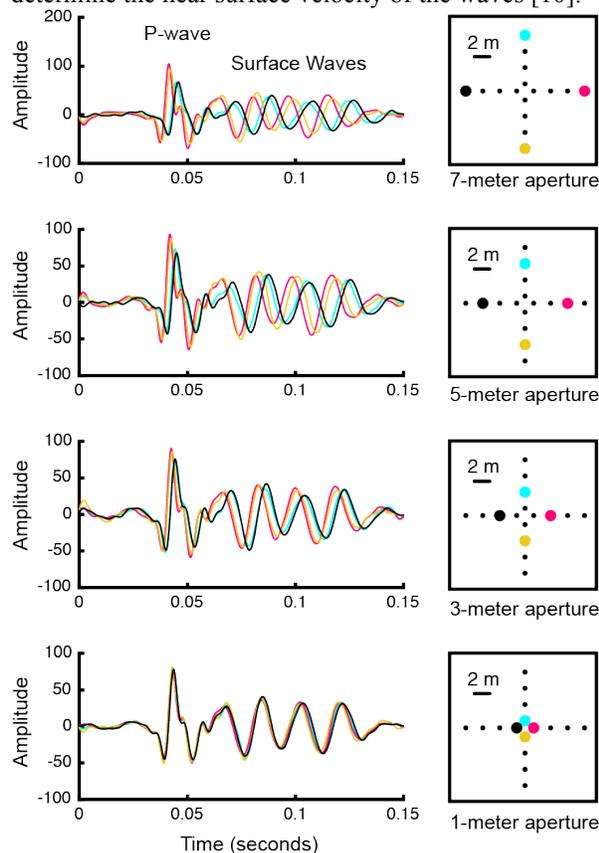 determine the near surface velocity of the waves [10].
200
100
0
-100
Amplitude
P-wave
Surface Waves
0 0.05 0.1 0.15
2 m
7-meter aperture
100
50
0
-50
-100
Amplitude
0 0.05 0.1 0.15
2 m
5-meter aperture
100
50
0
-50
-100
Amplitude
0 0.05 0.1 0.15
2 m
3-meter aperture
100
50
0
-50
-100
Amplitude
0 0.05 0.1 0.15
Time (seconds)
2 m
1-meter aperture